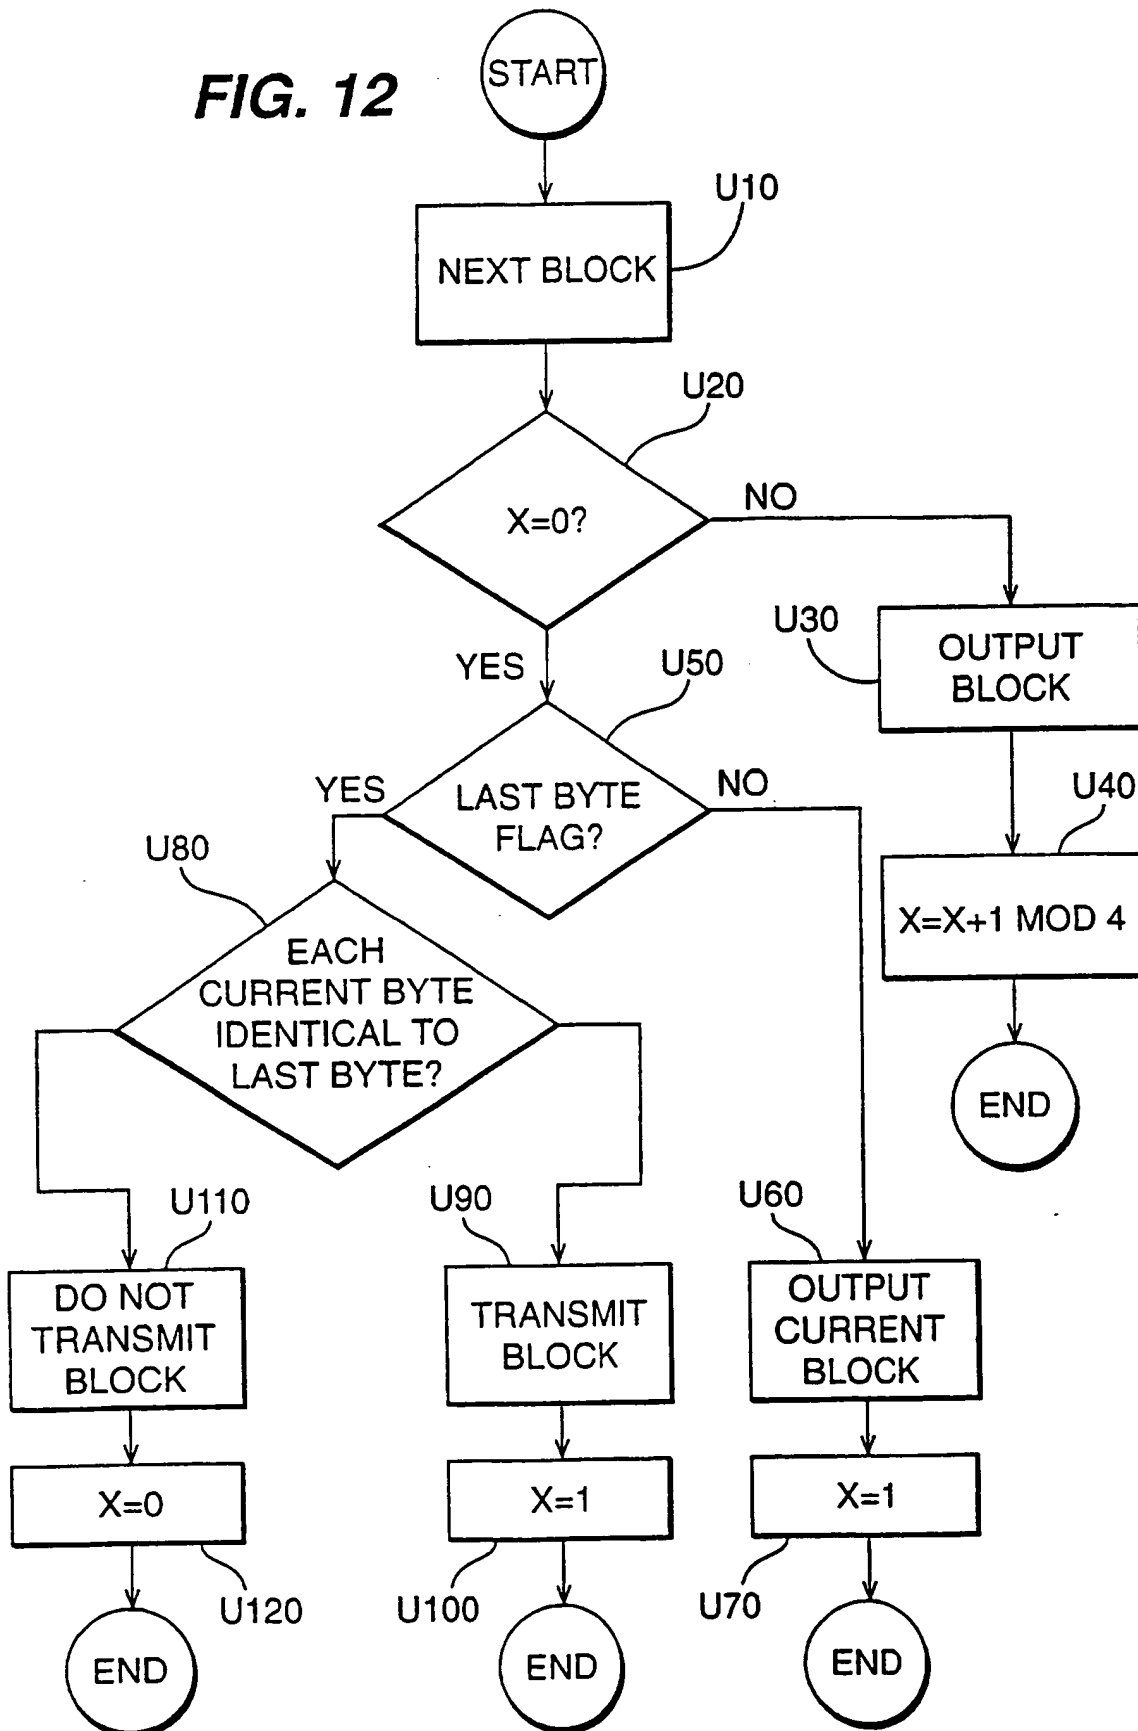 FIG. 12
START
U10
NEXT BLOCK
U20
X=0?
NO
YES
U30
OUTPUT
BLOCK
U50
LAST BYTE
FLAG?
YES
NO
U40
X=X+1 MOD 4
END
U80
EACH
CURRENT BYTE
IDENTICAL TO
LAST BYTE?
U110
DO NOT
TRANSMIT
BLOCK
U90
TRANSMIT
BLOCK
U60
OUTPUT
CURRENT
BLOCK
X=0
X=1
X=1
U120
U100
U70
END
END
END